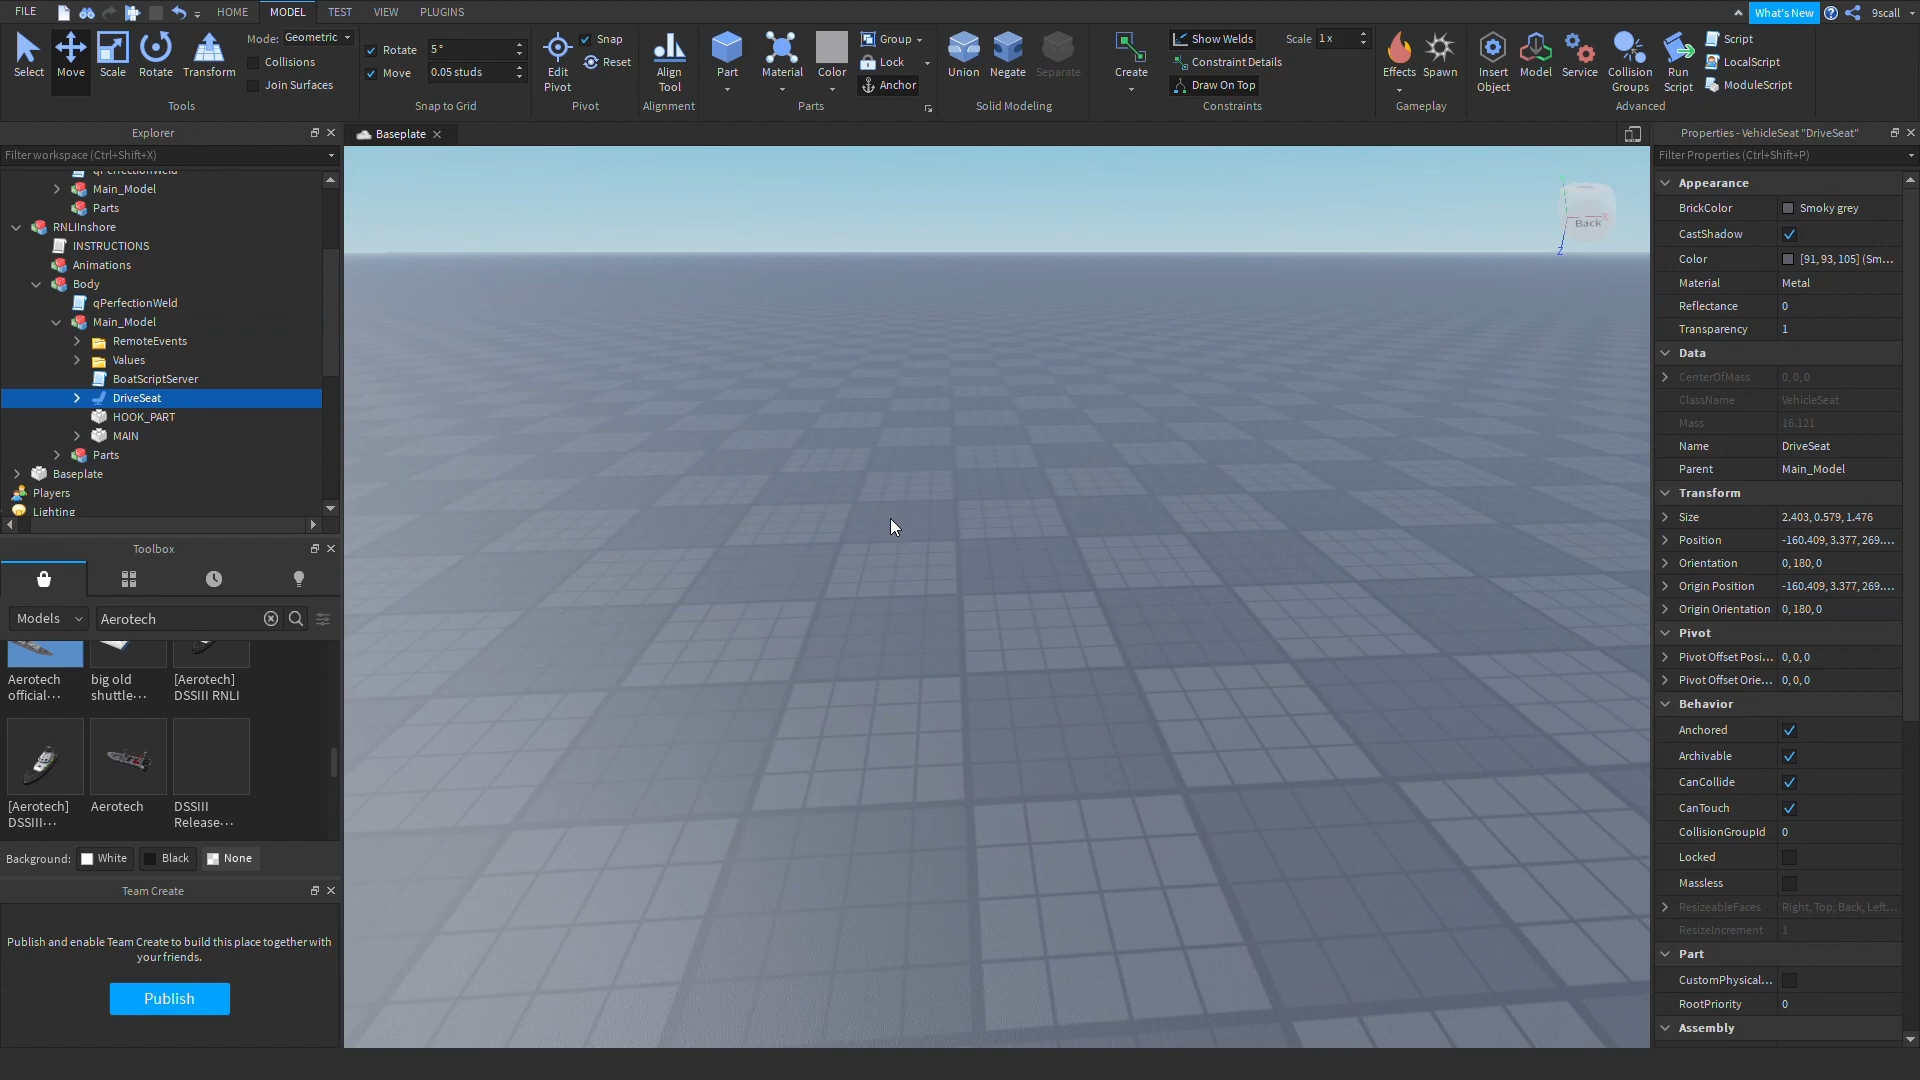 FILE HOME MODEL TEST VIEW PLUGINS What's New 9scall
Select Move Scale Rotate Transform
Mode: Geometric
Collisions
Join Surfaces
Tools
Rotate 5°
Move 0.05 studs
Snap to Grid
Edit
Pivot
Snap
Reset
Pivot
Align
Tool
Alignment
Part Material Color
Group
Lock
Anchor
Parts
Union Negate Separate
Solid Modeling
Create
Show Welds Scale 1 x
Constraint Details
Draw On Top
Constraints
Effects Spawn
Gameplay
Insert
Object
Model
Service
Collision
Groups
Run
Script
Script
LocalScript
ModuleScript
Advanced
Explorer
Filter workspace (Ctrl+Shift+X)
qPerfectionWeld
Main_Model
Parts
RNLIInshore
INSTRUCTIONS
Animations
Body
qPerfectionWeld
Main_Model
RemoteEvents
Values
BoatScriptServer
DriveSeat
HOOK_PART
MAIN
Parts
Baseplate
Players
Lighting
Toolbox
Models Aerotech
Aerotech
official...
big old
shuttle...
[Aerotech]
DSSIII RNLI
[Aerotech]
DSSIII...
Aerotech
DSSIII
Release...
Background: White Black None
Team Create
Publish and enable Team Create to build this place together with
your friends.
Publish
Baseplate
Back
X
Z
Properties - VehicleSeat "DriveSeat"
Filter Properties (Ctrl+Shift+P)
Appearance
BrickColor Smoky grey
CastShadow
Color [91, 93, 105] (Sm...
Material Metal
Reflectance 0
Transparency 1
Data
CenterOfMass 0, 0, 0
ClassName VehicleSeat
Mass 16.121
Name DriveSeat
Parent Main_Model
Transform
Size 2.403, 0.579, 1.476
Position -160.409, 3.377, 269....
Orientation 0, 180, 0
Origin Position -160.409, 3.377, 269....
Origin Orientation 0, 180, 0
Pivot
Pivot Offset Posi... 0, 0, 0
Pivot Offset Orie... 0, 0, 0
Behavior
Anchored
Archivable
CanCollide
CanTouch
CollisionGroupId 0
Locked
Massless
ResizeableFaces Right, Top, Back, Left...
ResizeIncrement 1
Part
CustomPhysical...
RootPriority 0
Assembly